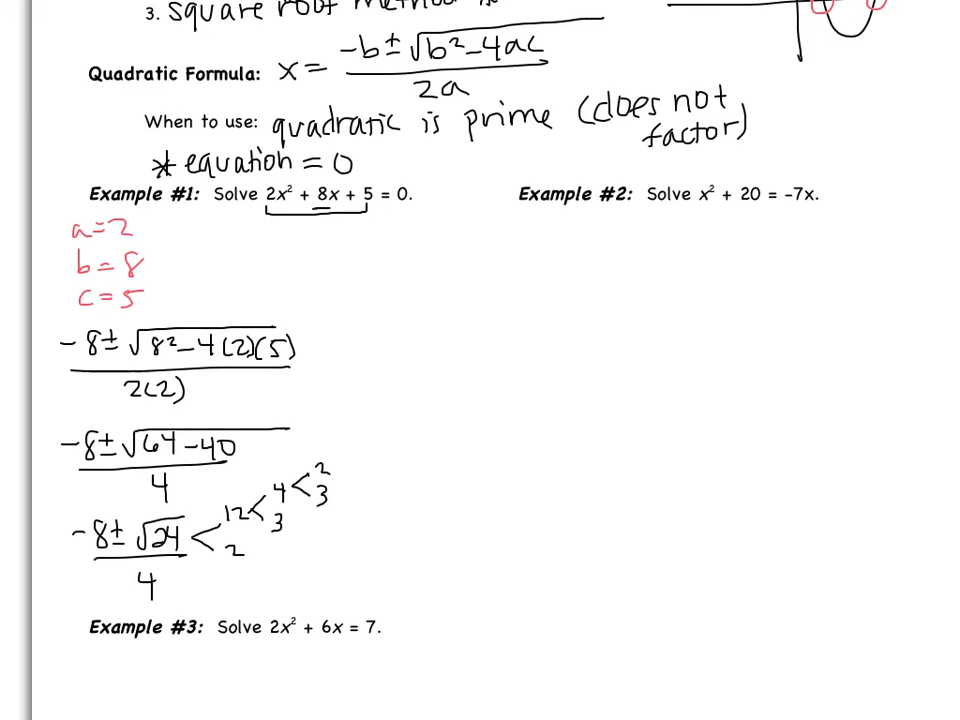 3. square root method is
Quadratic Formula: x = -b ± √b² - 4ac / 2a
When to use: quadratic is prime (does not factor)
* equation = 0
Example #1: Solve 2x² + 8x + 5 = 0.
a = 2
b = 8
c = 5
-8 ± √8² - 4(2)(5) / 2(2)
-8 ± √64 - 40 / 4
-8 ± √24 / 4 < 12 < 4 < 2
2 3 3
Example #2: Solve x² + 20 = -7x.
Example #3: Solve 2x² + 6x = 7.